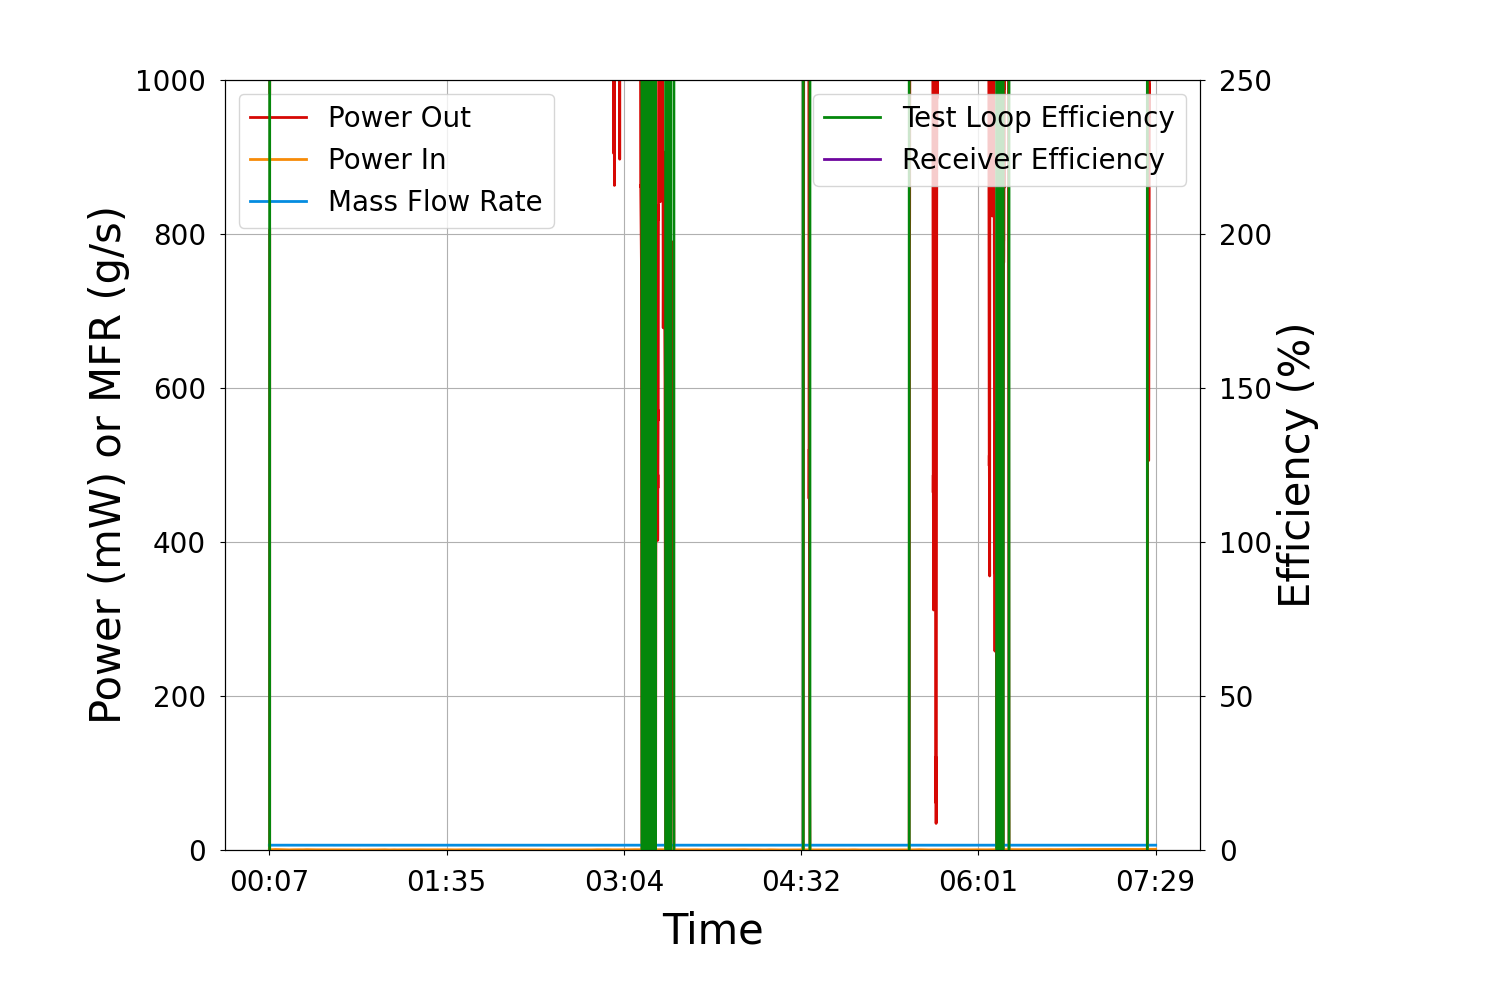 1000
800
600
400
200
0
Power (mW) or MFR (g/s)
Power Out
Power In
Mass Flow Rate
Test Loop Efficiency
Receiver Efficiency
250
200
150
100
50
0
Efficiency (%)
00:07 01:35 03:04 04:32 06:01 07:29
Time